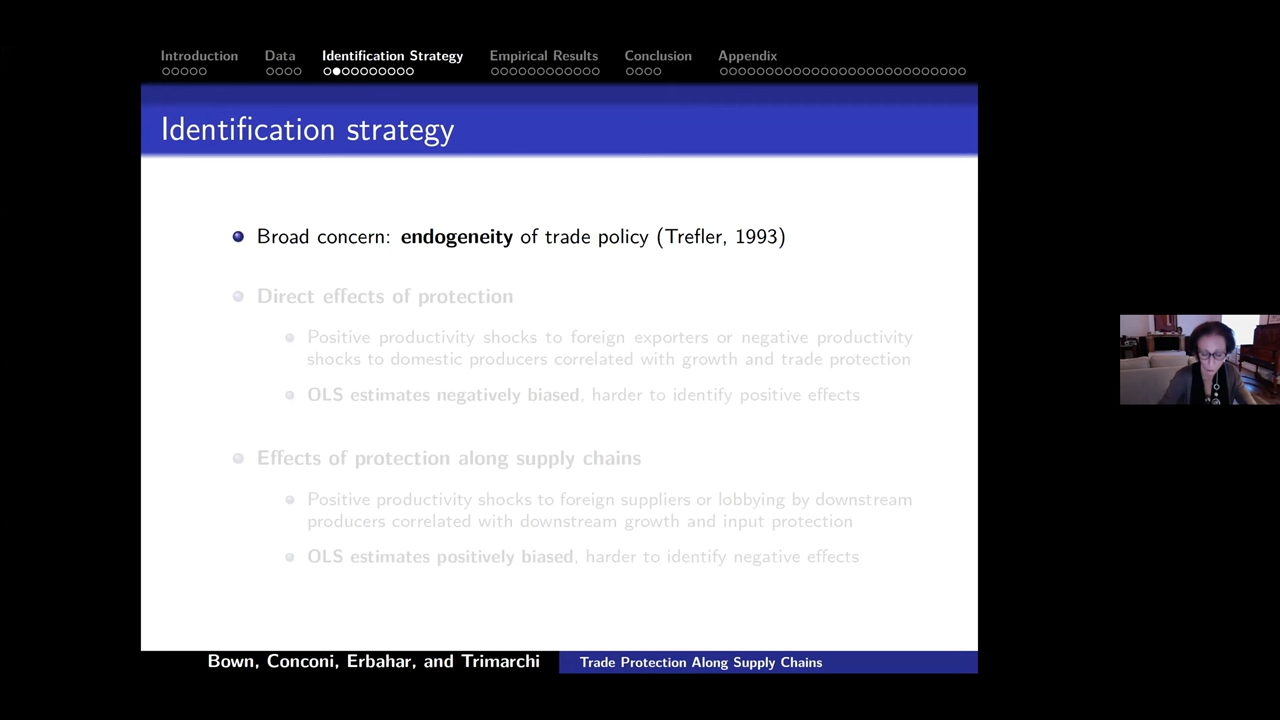 Introduction Data Identification Strategy Empirical Results Conclusion Appendix
Identification strategy
Broad concern: endogeneity of trade policy (Trefler, 1993)
Direct effects of protection
Positive productivity shocks to foreign exporters or negative productivity
shocks to domestic producers correlated with growth and trade protection
OLS estimates negatively biased, harder to identify positive effects
Effects of protection along supply chains
Positive productivity shocks to foreign suppliers or lobbying by downstream
producers correlated with downstream growth and input protection
OLS estimates positively biased, harder to identify negative effects
Bown, Conconi, Erbahar, and Trimarchi Trade Protection Along Supply Chains